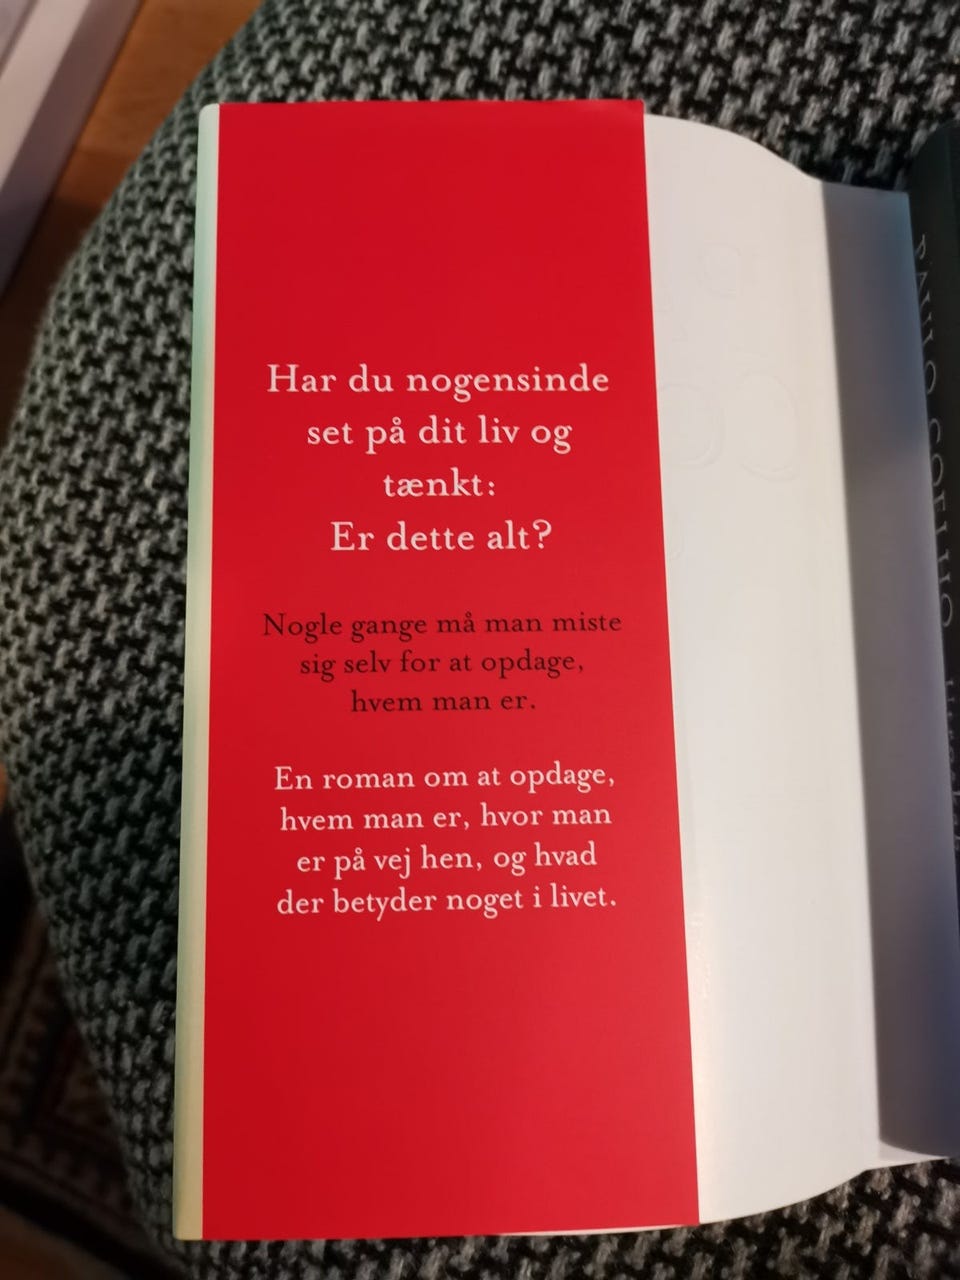 Har du nogensinde
set på dit liv og
tænkt:
Er dette alt?
Nogle gange må man miste
sig selv for at opdage,
hvem man er.
En roman om at opdage,
hvem man er, hvor man
er på vej hen, og hvad
der betyder noget i livet.